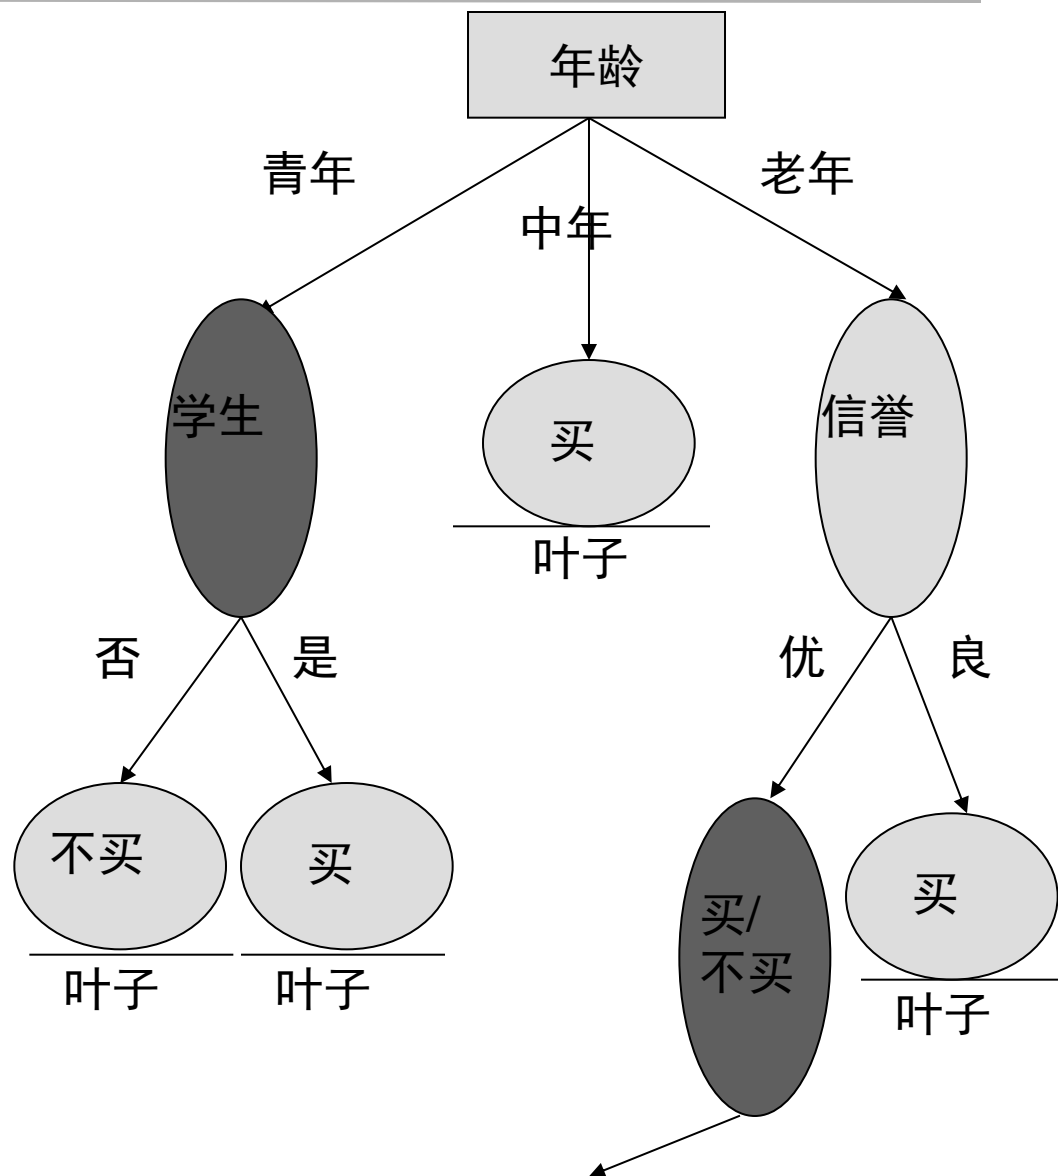 年龄
青年
中年
老年
学生
买
信誉
叶子
否
是
优
良
不买
买
买/
不买
买
叶子
叶子
叶子